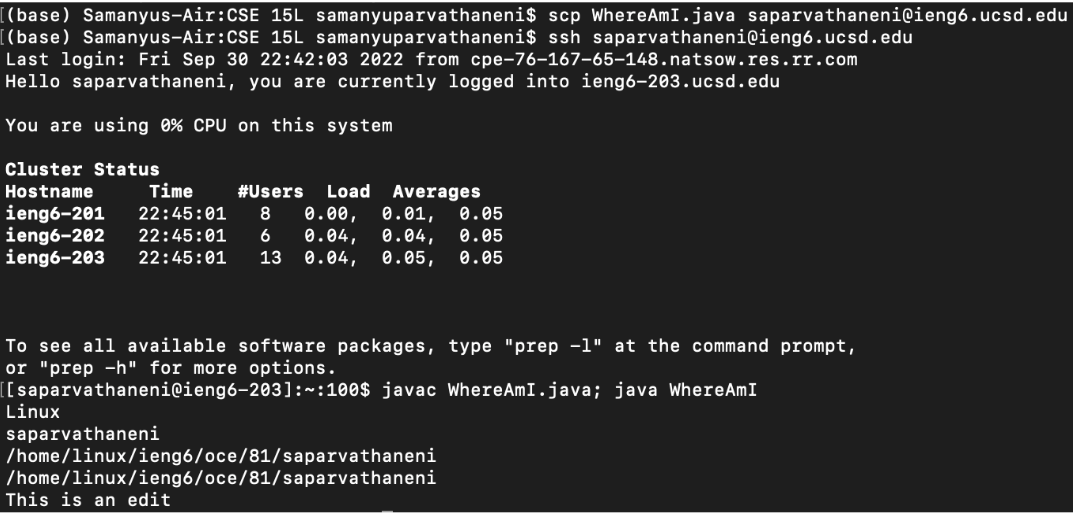 [(base) Samanyus-Air:CSE 15L samanyuparvathaneni$ scp WhereAmI.java saparvathaneni@ieng6.ucsd.edu
[(base) Samanyus-Air:CSE 15L samanyuparvathaneni$ ssh saparvathaneni@ieng6.ucsd.edu
Last login: Fri Sep 30 22:42:03 2022 from cpe-76-167-65-148.natsow.res.rr.com
Hello saparvathaneni, you are currently logged into ieng6-203.ucsd.edu
You are using 0% CPU on this system
Cluster Status
Hostname     Time    #Users  Load  Averages
ieng6-201   22:45:01   8   0.00,  0.01,  0.05
ieng6-202   22:45:01   6   0.04,  0.04,  0.05
ieng6-203   22:45:01   13  0.04,  0.05,  0.05
To see all available software packages, type "prep -l" at the command prompt,
or "prep -h" for more options.
[[saparvathaneni@ieng6-203]:~:100$ javac WhereAmI.java; java WhereAmI
Linux
saparvathaneni
/home/linux/ieng6/oce/81/saparvathaneni
/home/linux/ieng6/oce/81/saparvathaneni
This is an edit